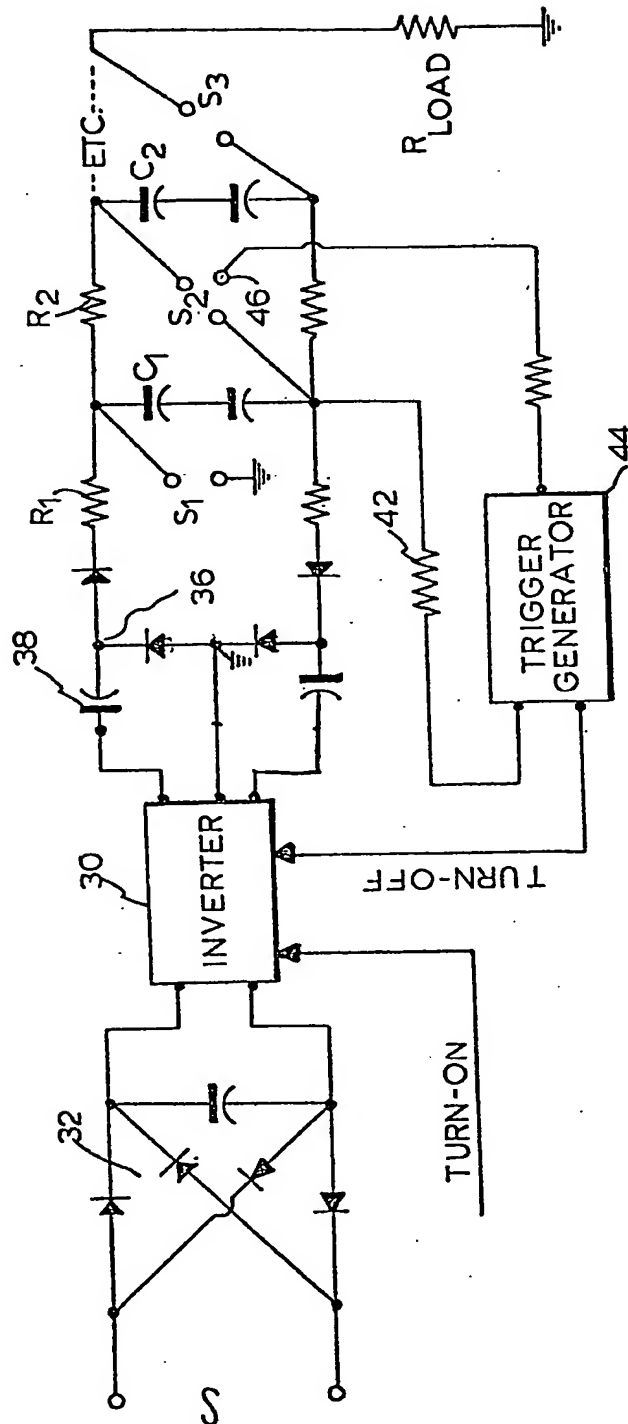 S
32
30
INVERTER
TURN-ON
TURN-OFF
38
36
R1
S1
C1
R2
S2
C2
46
ETC.
S3
RLOAD
42
TRIGGER
GENERATOR
44